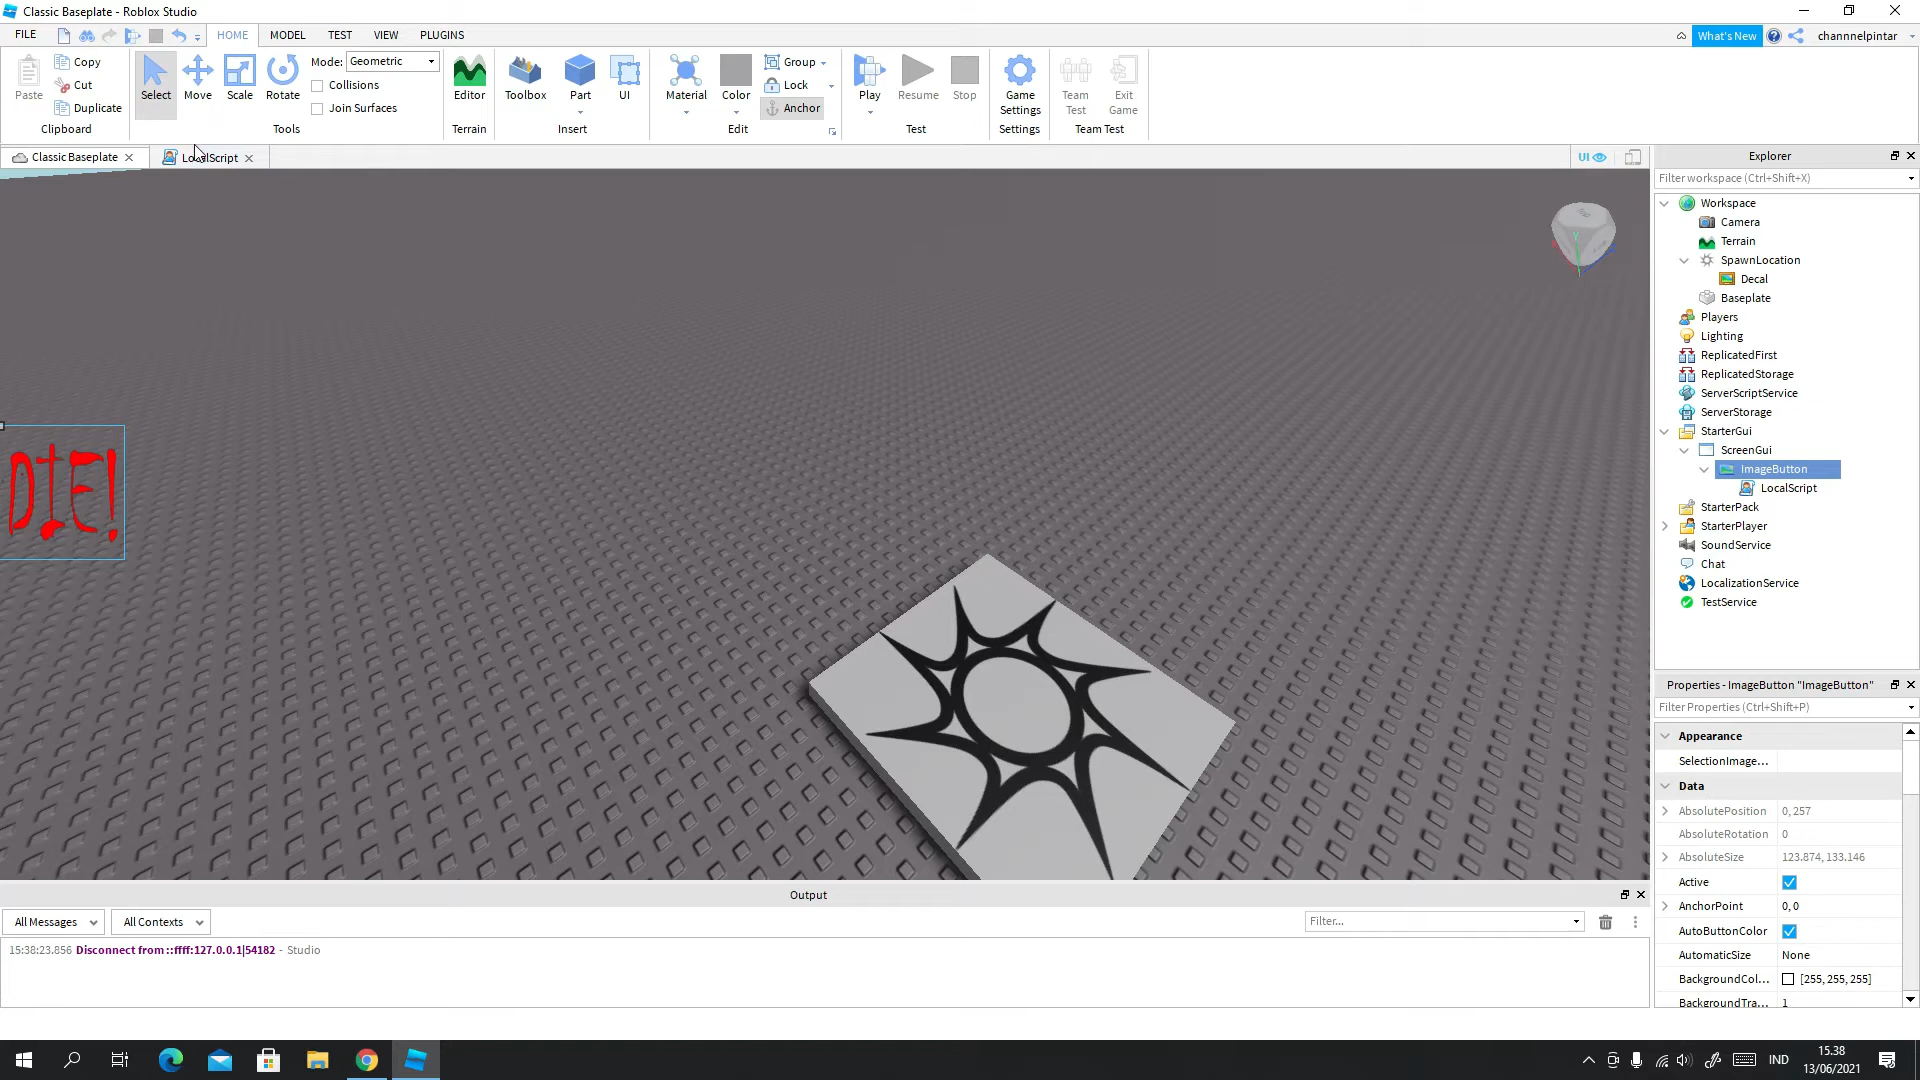 Classic Baseplate - Roblox Studio
FILE HOME MODEL TEST VIEW PLUGINS What's New channnelpintar
Paste Copy Cut Duplicate Clipboard
Select Move Scale Rotate Mode: Geometric Collisions Join Surfaces Tools
Editor Terrain
Toolbox Part UI Insert
Material Color Group Lock Anchor Edit
Play Resume Stop Test
Game Settings Settings
Team Test Exit Game Team Test
Classic Baseplate LocalScript UI
DIE!
Explorer
Filter workspace (Ctrl+Shift+X)
Workspace
Camera
Terrain
SpawnLocation
Decal
Baseplate
Players
Lighting
ReplicatedFirst
ReplicatedStorage
ServerScriptService
ServerStorage
StarterGui
ScreenGui
ImageButton
LocalScript
StarterPack
StarterPlayer
SoundService
Chat
LocalizationService
TestService
Properties - ImageButton "ImageButton"
Filter Properties (Ctrl+Shift+P)
Appearance
SelectionImage...
Data
AbsolutePosition 0, 257
AbsoluteRotation 0
AbsoluteSize 123.874, 133.146
Active
AnchorPoint 0, 0
AutoButtonColor
AutomaticSize None
BackgroundCol... [255, 255, 255]
BackgroundTra... 1
Output
All Messages All Contexts Filter...
15:38:23.856 Disconnect from ::ffff:127.0.0.1|54182 - Studio
IND 15.38
13/06/2021